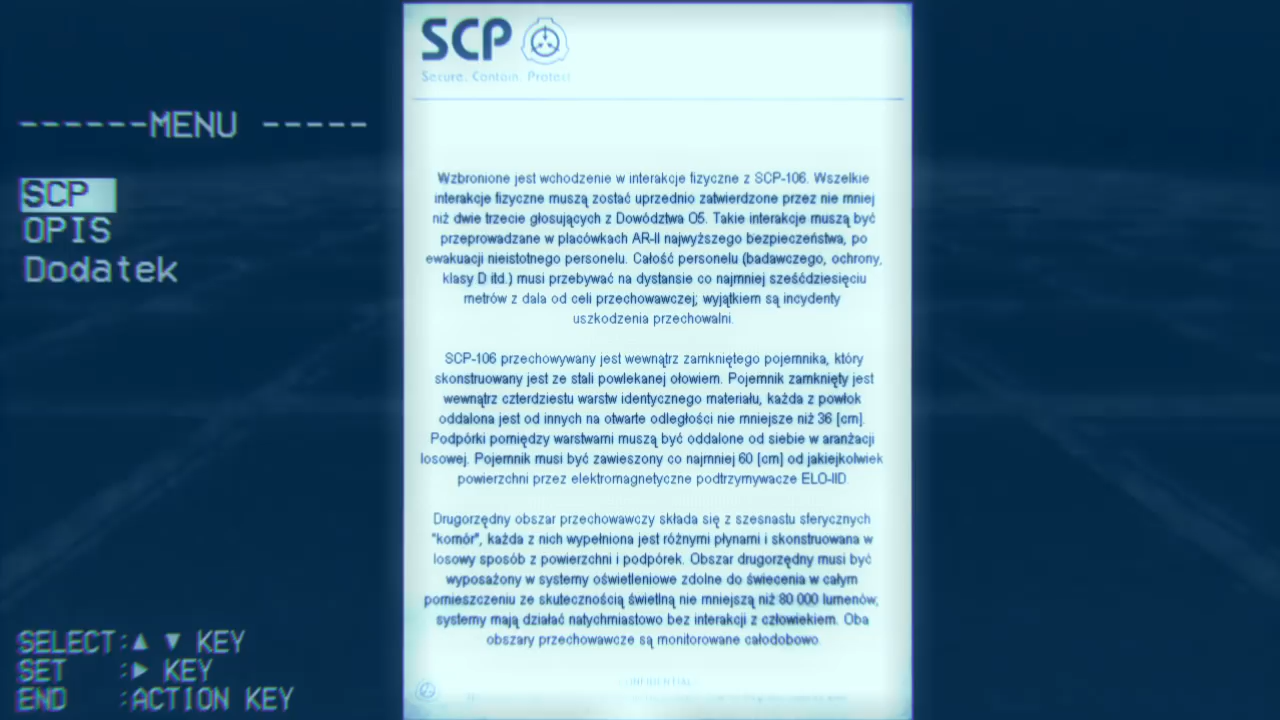 SCP
Secure. Contain. Protect.
------MENU -----
SCP
OPIS
Dodatek
Wzbronione jest wchodzenie w interakcje fizyczne z SCP-106. Wszelkie
interakcje fizyczne muszą zostać uprzednio zatwierdzone przez nie mniej
niż dwie trzecie głosujących z Dowództwa O5. Takie interakcje muszą być
przeprowadzane w placówkach AR-II najwyższego bezpieczeństwa, po
ewakuacji nieistotnego personelu. Całość personelu (badawczego, ochrony,
klasy D itd.) musi przebywać na dystansie co najmniej sześćdziesięciu
metrów z dala od celi przechowawczej; wyjątkiem są incydenty
uszkodzenia przechowalni.
SCP-106 przechowywany jest wewnątrz zamkniętego pojemnika, który
skonstruowany jest ze stali powlekanej ołowiem. Pojemnik zamknięty jest
wewnątrz czterdziestu warstw identycznego materiału, każda z powłok
oddalona jest od innych na otwarte odległości nie mniejsze niż 36 [cm].
Podpórki pomiędzy warstwami muszą być oddalone od siebie w aranżacji
losowej. Pojemnik musi być zawieszony co najmniej 60 [cm] od jakiejkolwiek
powierzchni przez elektromagnetyczne podtrzymywacze ELO-IID.
Drugorzędny obszar przechowawczy składa się z szesnastu sferycznych
"komór", każda z nich wypełniona jest różnymi płynami i skonstruowana w
losowy sposób z powierzchni i podpórek. Obszar drugorzędny musi być
wyposażony w systemy oświetleniowe zdolne do świecenia w całym
pomieszczeniu ze skutecznością świetlną nie mniejszą niż 80 000 lumenów,
systemy mają działać natychmiastowo bez interakcji z człowiekiem. Oba
obszary przechowawcze są monitorowane całodobowo.
CONFIDENTIAL
SELECT:▲ ▼ KEY
SET :► KEY
END :ACTION KEY